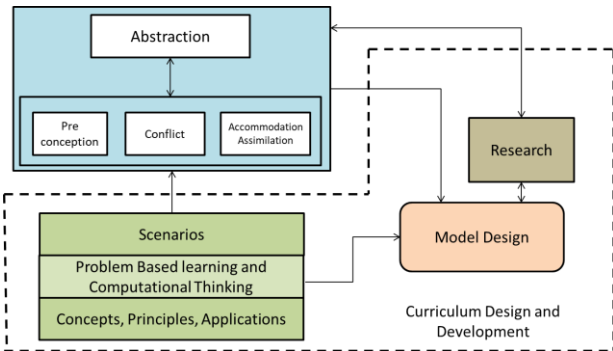 Abstraction
Pre
conception
Conflict
Accommodation
Assimilation
Research
Scenarios
Model Design
Problem Based learning and
Computational Thinking
Concepts, Principles, Applications
Curriculum Design and
Development